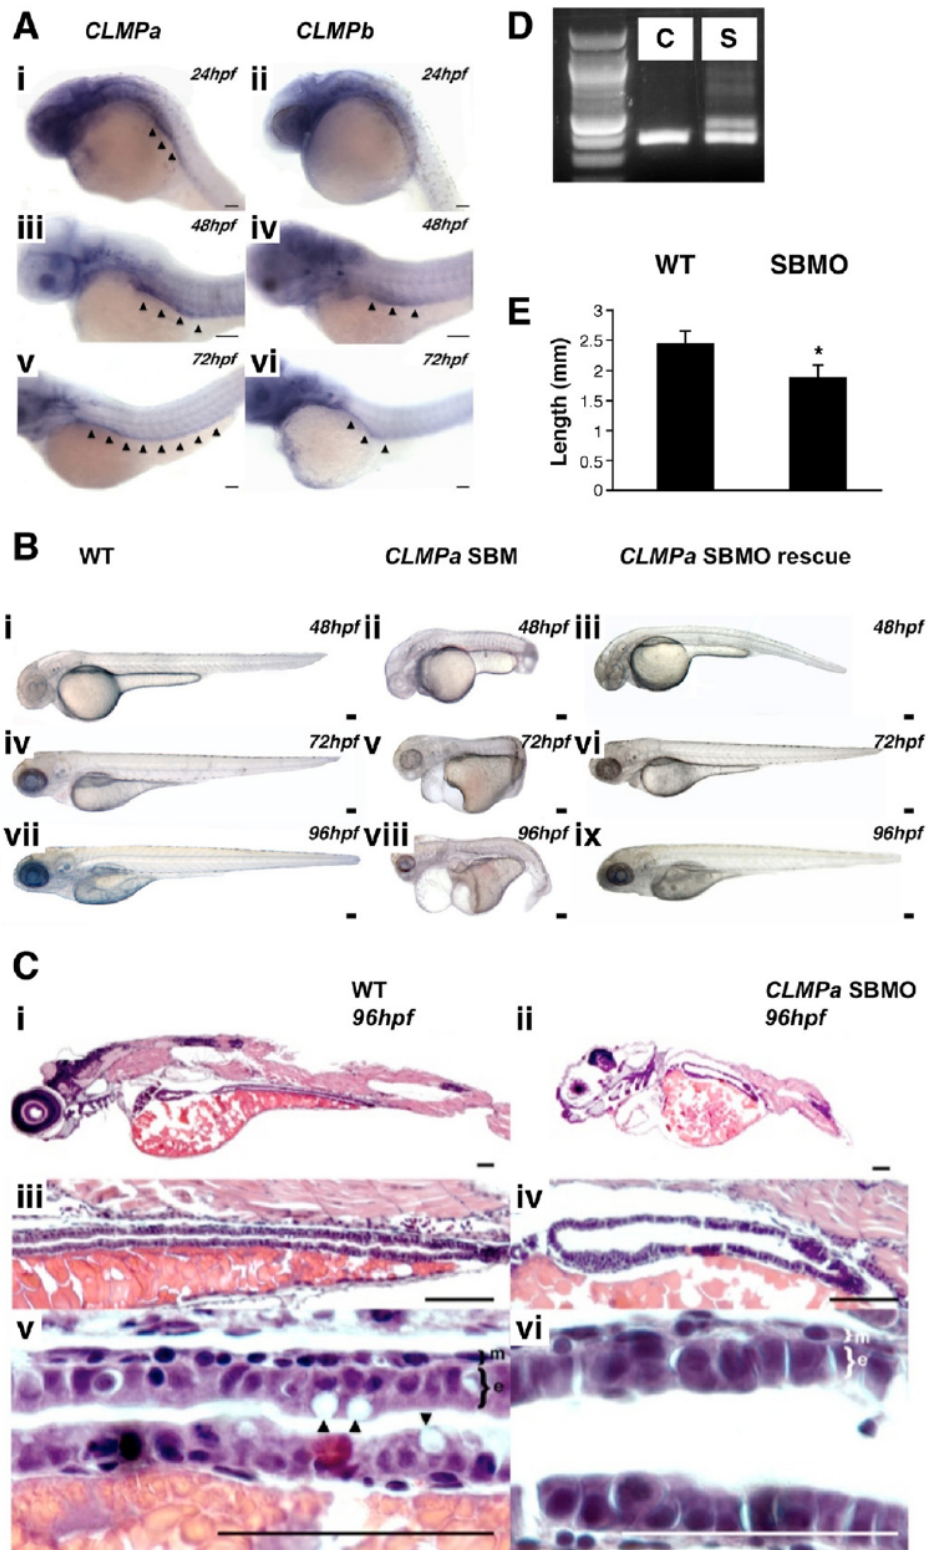 A
CLMPa
CLMPb
i
24hpf
ii
24hpf
iii
48hpf
iv
48hpf
v
72hpf
vi
72hpf
D
C
S
WT
SBMO
E
Length (mm)
3
2.5
2
1.5
1
0.5
0
*
B
WT
CLMPa SBM
CLMPa SBMO rescue
i
48hpf
ii
48hpf
iii
48hpf
iv
72hpf
v
72hpf
vi
72hpf
vii
96hpf
viii
96hpf
ix
96hpf
C
i
WT
96hpf
ii
CLMPa SBMO
96hpf
iii
iv
v
m
e
vi
m
e